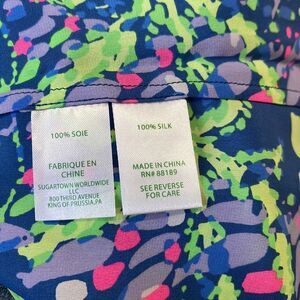 100% SOIE
FABRIQUE EN
CHINE
SUGARTOWN WORLDWIDE
LLC
800 THIRD AVENUE
KING OF PRUSSIA,PA
100% SILK
MADE IN CHINA
RN# 88189
SEE REVERSE
FOR CARE